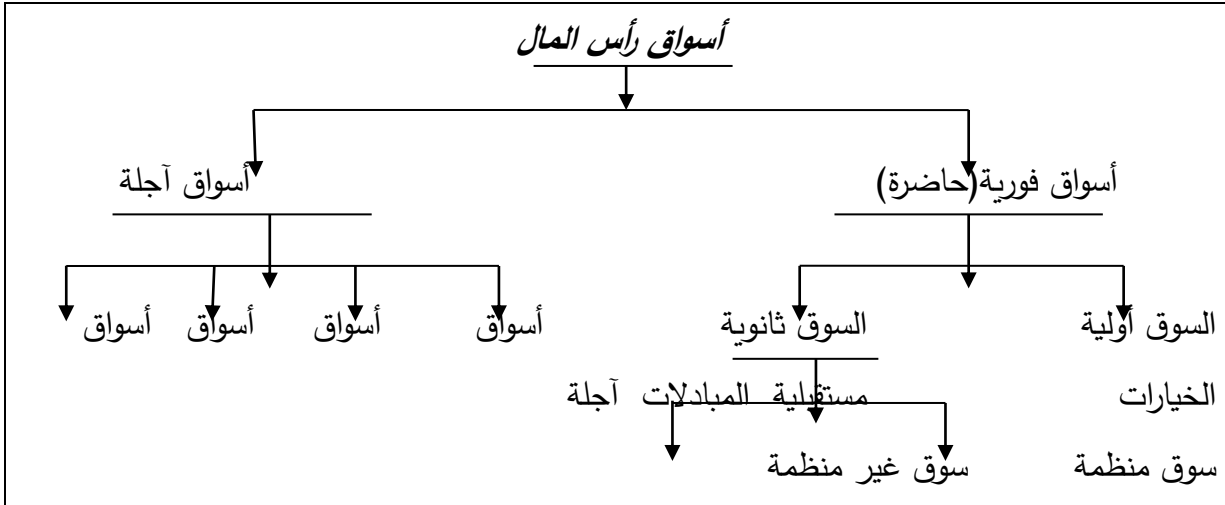 أسواق رأس المال
أسواق فورية(حاضرة) أسواق آجلة
السوق أولية السوق ثانوية أسواق أسواق أسواق أسواق
الخيارات مستقبلية المبادلات آجلة
سوق منظمة سوق غير منظمة